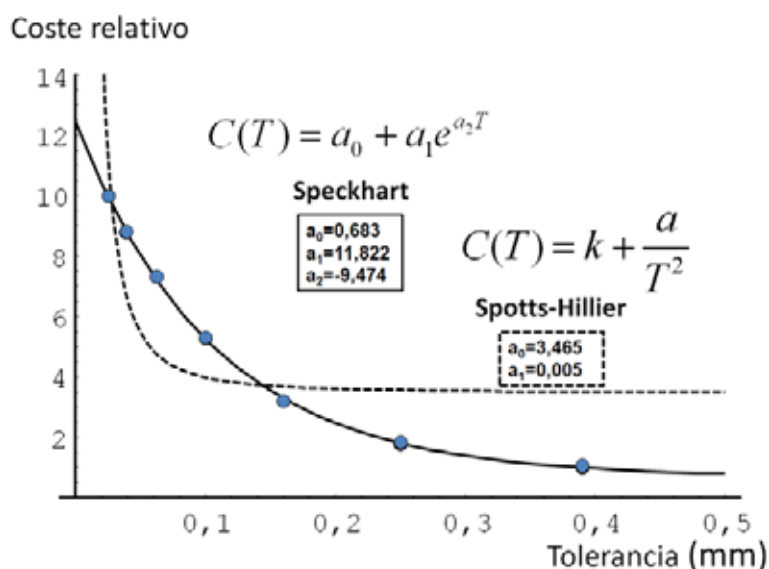 Coste relativo
14
12
10
8
6
4
2
C(T) = a₀ + a₁e^{a₂T}
Speckhart
a₀=0,683
a₁=11,822
a₂=-9,474
C(T) = k + a/T²
Spotts-Hillier
a₀=3,465
a₁=0,005
0,1 0,2 0,3 0,4 0,5
Tolerancia (mm)